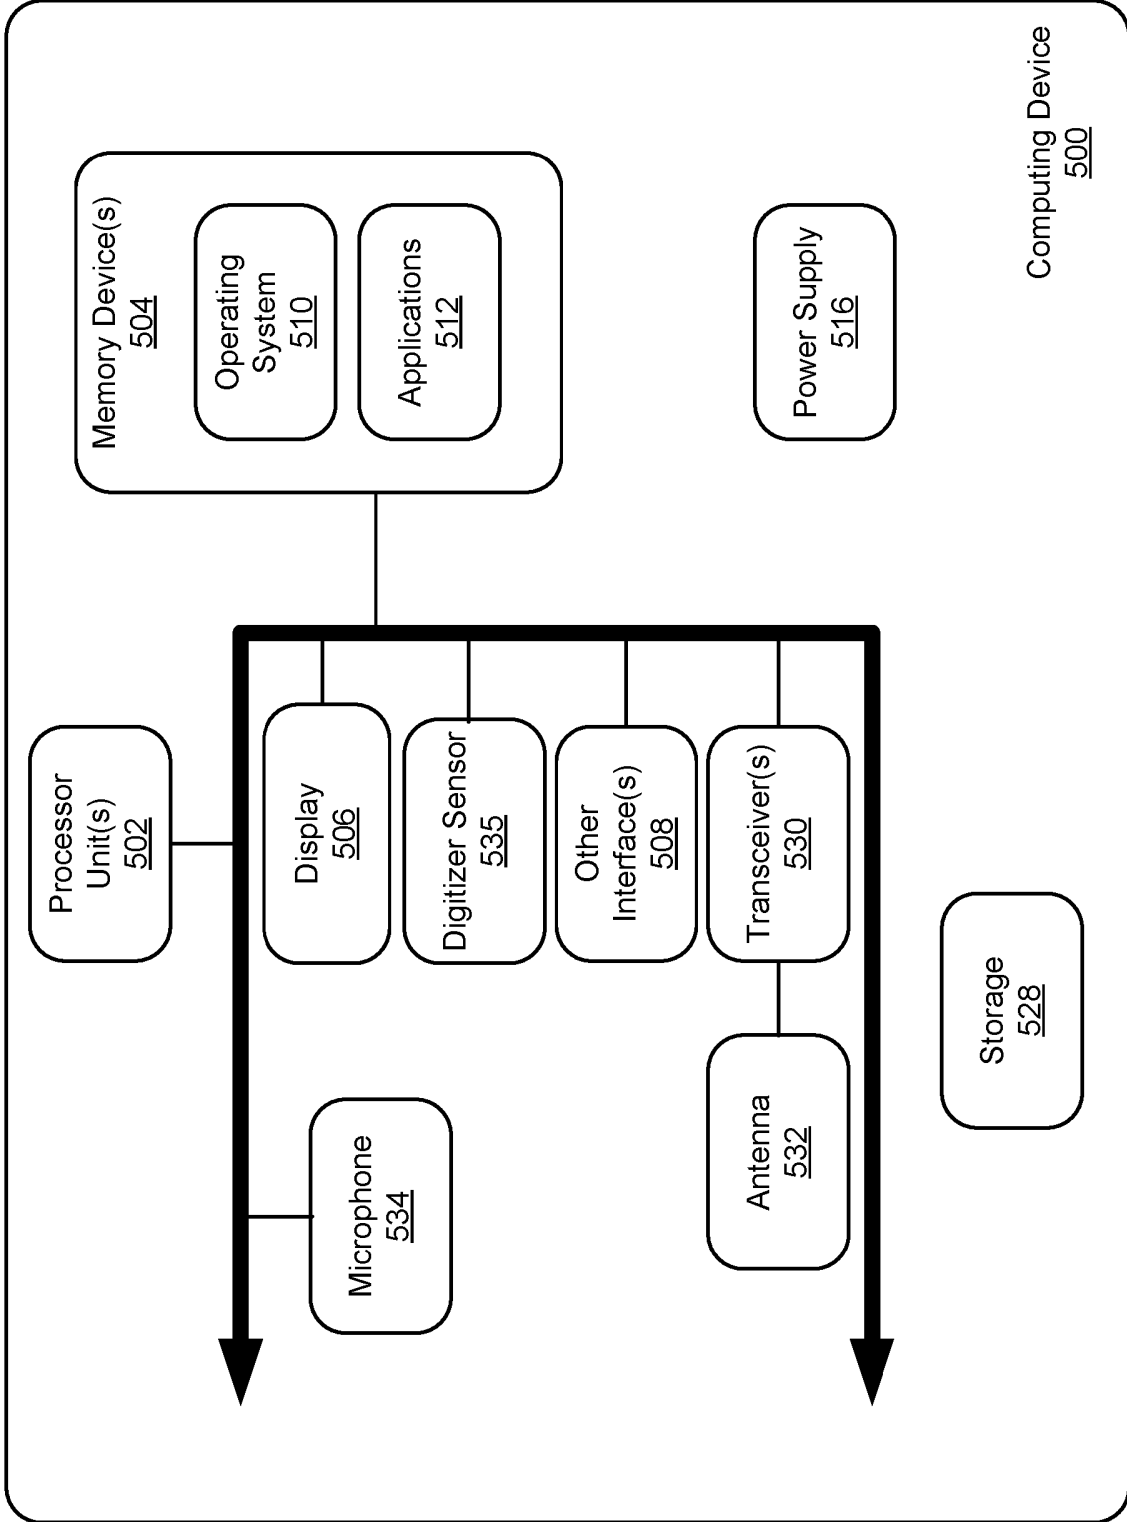 Processor
Unit(s)
502
Memory Device(s)
504
Operating
System
510
Applications
512
Display
506
Digitizer Sensor
535
Other
Interface(s)
508
Transceiver(s)
530
Microphone
534
Antenna
532
Power Supply
516
Storage
528
Computing Device
500